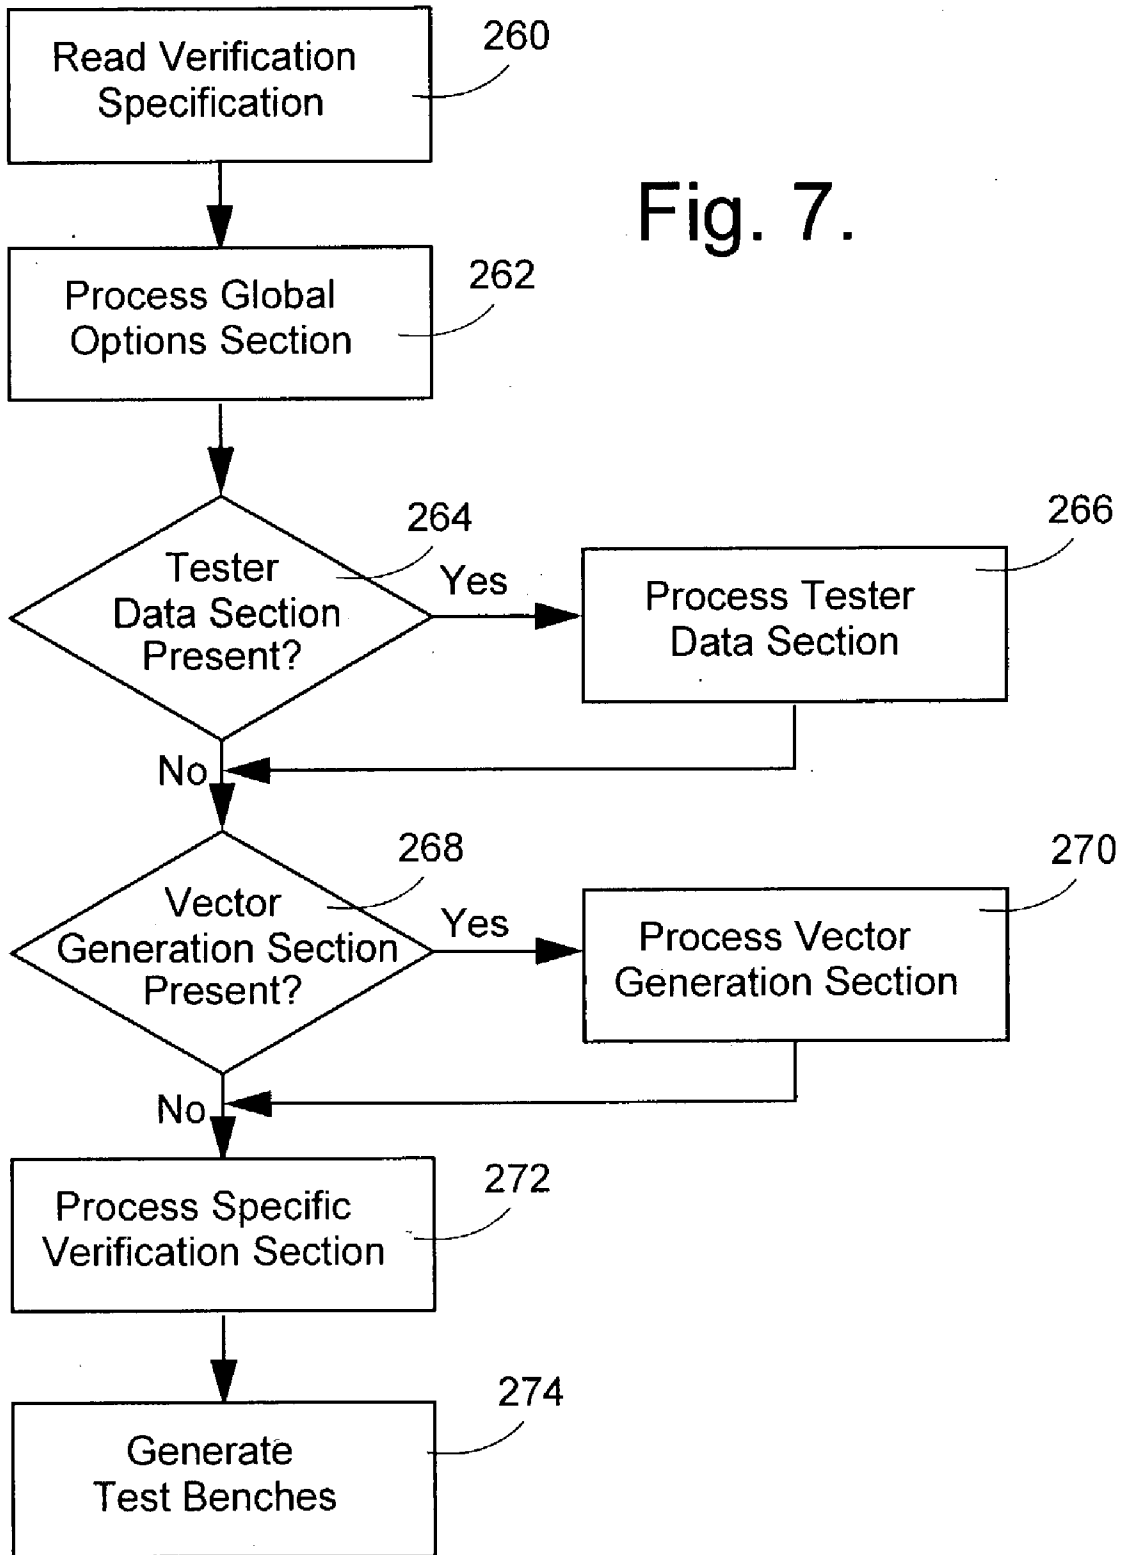 Read Verification
Specification
260
Fig. 7.
Process Global
Options Section
262
Tester
Data Section
Present?
264
Yes
Process Tester
Data Section
266
No
Vector
Generation Section
Present?
268
Yes
Process Vector
Generation Section
270
No
Process Specific
Verification Section
272
Generate
Test Benches
274